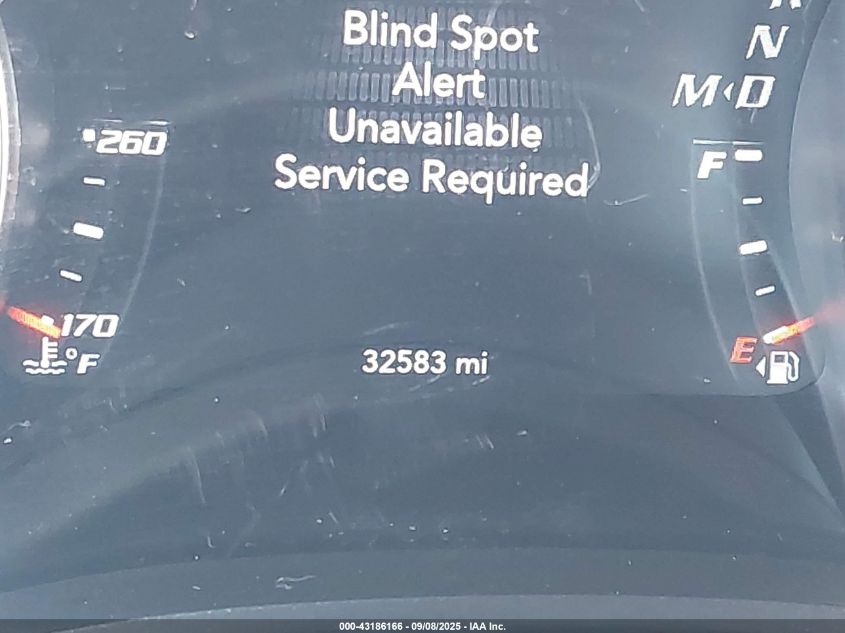 Blind Spot
Alert
Unavailable
Service Required
N
M D
260
F
170
°F
E
32583 mi
000-43186166 - 09/08/2025 - IAA Inc.